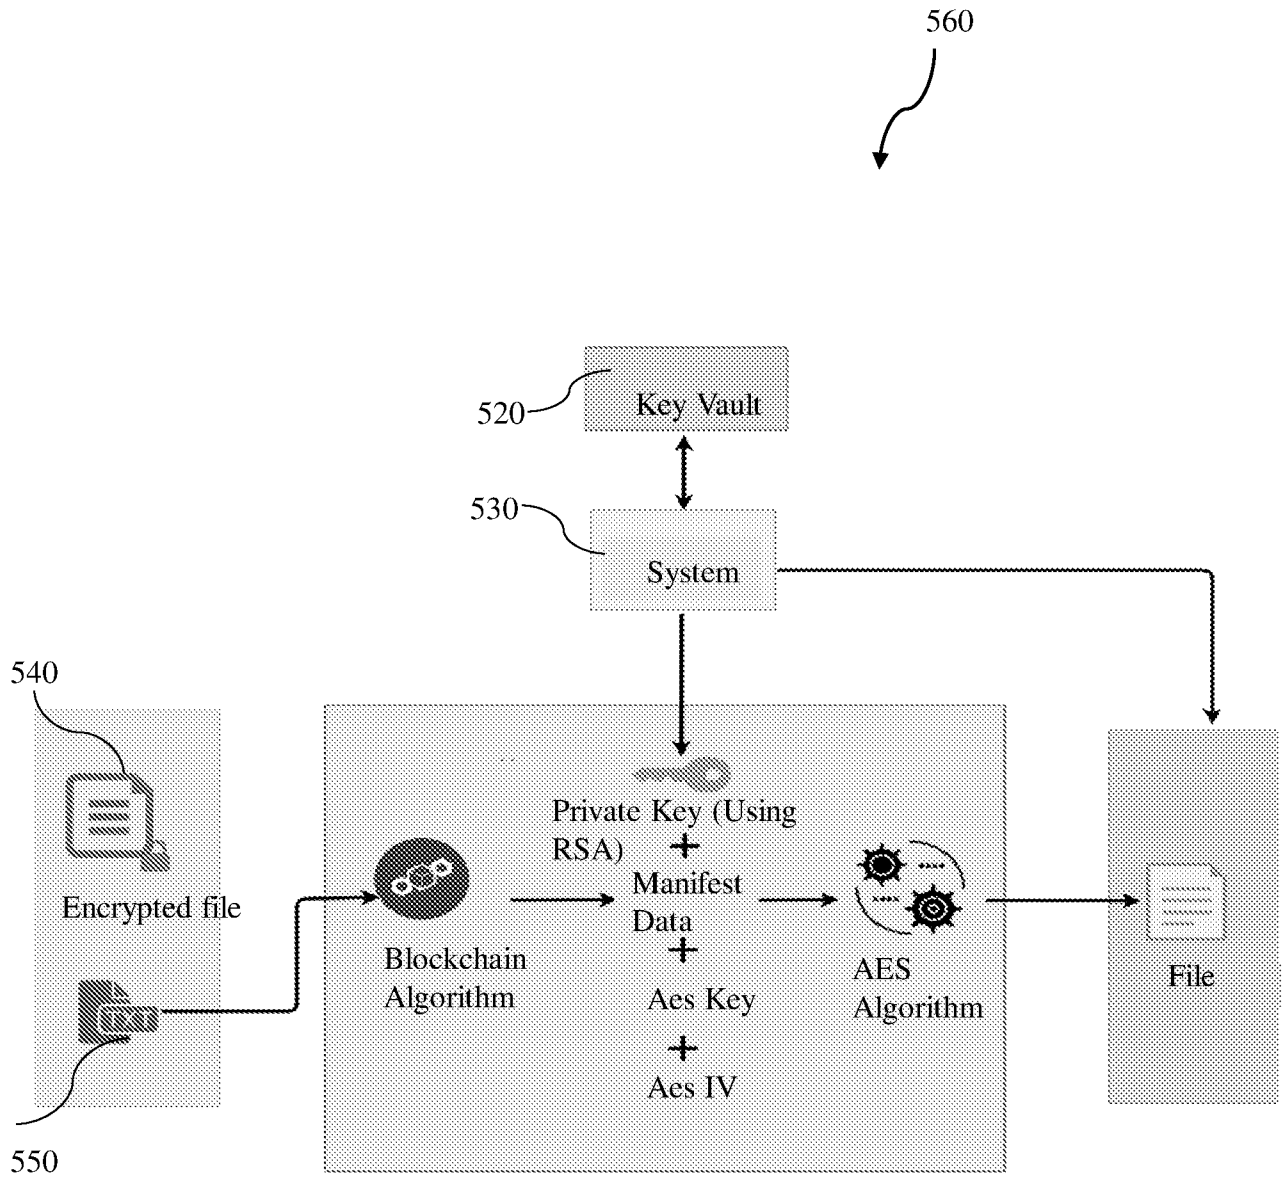 560
Key Vault
520
530
System
540
Private Key (Using
RSA)
Manifest
Data
Encrypted file
Blockchain
Algorithm
AES
Algorithm
File
Aes Key
Aes IV
550